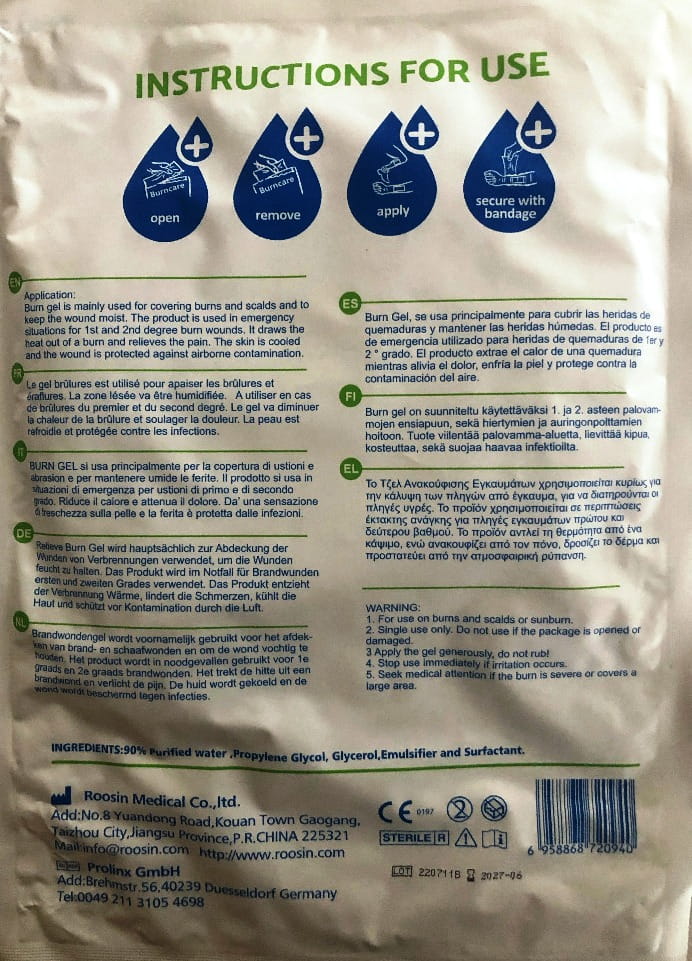 INSTRUCTIONS FOR USE
Burncare
open
Burncare
remove
apply
secure with
bandage
EN
Application:
Burn gel is mainly used for covering burns and scalds and to
keep the wound moist. The product is used in emergency
situations for 1st and 2nd degree burn wounds. It draws the
heat out of a burn and relieves the pain. The skin is cooled
and the wound is protected against airborne contamination.
FR
Le gel brûlures est utilisé pour apaiser les brûlures et
éraflures. La zone lésée va être humidifiée. A utiliser en cas
de brûlures du premier et du second degré. Le gel va diminuer
la chaleur de la brûlure et soulager la douleur. La peau est
refroidie et protégée contre les infections.
IT
BURN GEL si usa principalmente per la copertura di ustioni e
abrasione e per mantenere umide le ferite. Il prodotto si usa in
situazioni di emergenza per ustioni di primo e di secondo
grado. Riduce il calore e attenua il dolore. Da' una sensazione
di freschezza sulla pelle e la ferita è protetta dalle infezioni.
DE
Relieve Burn Gel wird hauptsächlich zur Abdeckung der
Wunden von Verbrennungen verwendet, um die Wunden
feucht zu halten. Das Produkt wird im Notfall für Brandwunden
ersten und zweiten Grades verwendet. Das Produkt entzieht
der Verbrennung Wärme, lindert die Schmerzen, kühlt die
Haut und schützt vor Kontamination durch die Luft.
NL
Brandwondengel wordt voornamelijk gebruikt voor het afdek-
ken van brand- en schaafwonden en om de wond vochtig te
houden. Het product wordt in noodgevallen gebruikt voor 1e
graads en 2e graads brandwonden. Het trekt de hitte uit een
brandwond en verlicht de pijn. De huid wordt gekoeld en de
wond wordt beschermd tegen infecties.
ES
Burn Gel, se usa principalmente para cubrir las heridas de
quemaduras y mantener las heridas húmedas. El producto es
de emergencia utilizado para heridas de quemaduras de 1er y
2 ° grado. El producto extrae el calor de una quemadura
mientras alivia el dolor, enfría la piel y protege contra la
contaminación del aire.
FI
Burn gel on suunniteltu käytettäväksi 1. ja 2. asteen palovam-
mojen ensiapuun, sekä hiertymien ja auringonpolttamien
hoitoon. Tuote viilentää palovamma-aluetta, lievittää kipua,
kosteuttaa, sekä suojaa haavaa infektioilta.
EL
Το Τζελ Ανακούφισης Εγκαυμάτων χρησιμοποιείται κυρίως για
την κάλυψη των πληγών από έγκαυμα, για να διατηρούνται οι
πληγές υγρές. Το προϊόν χρησιμοποιείται σε περιπτώσεις
έκτακτης ανάγκης για πληγές εγκαυμάτων πρώτου και
δεύτερου βαθμού. Το προϊόν αντλεί τη θερμότητα από ένα
κάψιμο, ενώ ανακουφίζει από τον πόνο, δροσίζει το δέρμα και
προστατεύει από την ατμοσφαιρική ρύπανση.
WARNING:
1. For use on burns and scalds or sunburn.
2. Single use only. Do not use if the package is opened or
damaged.
3 Apply the gel generously, do not rub!
4. Stop use immediately if irritation occurs.
5. Seek medical attention if the burn is severe or covers a
large area.
INGREDIENTS:90% Purified water ,Propylene Glycol, Glycerol,Emulsifier and Surfactant.
Roosin Medical Co.,ltd.
Add:No.8 Yuandong Road,Kouan Town Gaogang,
Taizhou City,Jiangsu Province,P.R.CHINA 225321
Mail:info@roosin.com http://www.roosin.com
EC REP Prolinx GmbH
Add:Brehmstr.56,40239 Duesseldorf Germany
Tel:0049 211 3105 4698
CE 0197 2
STERILE R
LOT 220711B 2027-06
6 958868 720940